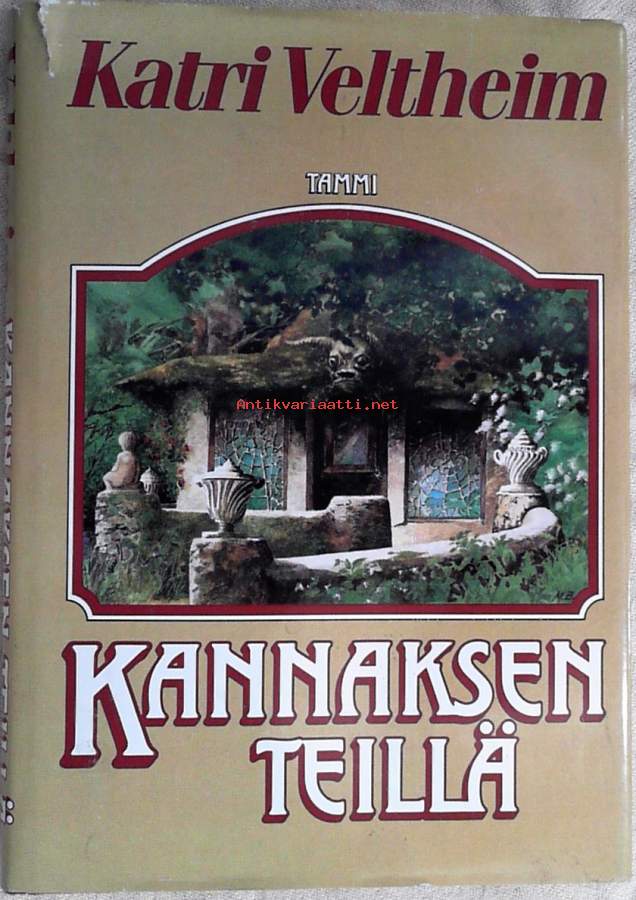 Katri Veltheim
TAMMI
Antikvariaatti.net
M.B
KANNAKSEN
TEILLÄ